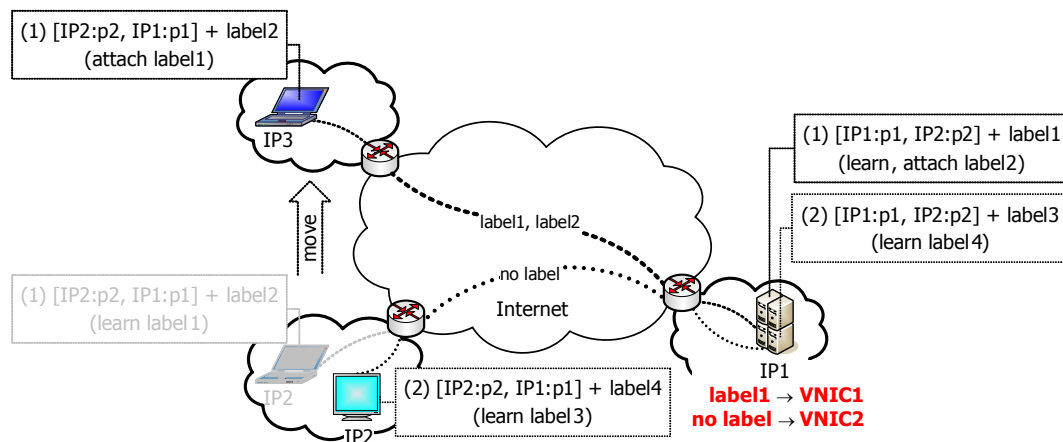 (1) [IP2:p2, IP1:p1] + label2
(attach label1)
IP3
(1) [IP1:p1, IP2:p2] + label1
(learn, attach label2)
(2) [IP1:p1, IP2:p2] + label3
(learn label4)
label1, label2
move
no label
Internet
(1) [IP2:p2, IP1:p1] + label2
(learn label1)
IP2
IP1
(2) [IP2:p2, IP1:p1] + label4
(learn label3)
IP2
label1 → VNIC1
no label → VNIC2